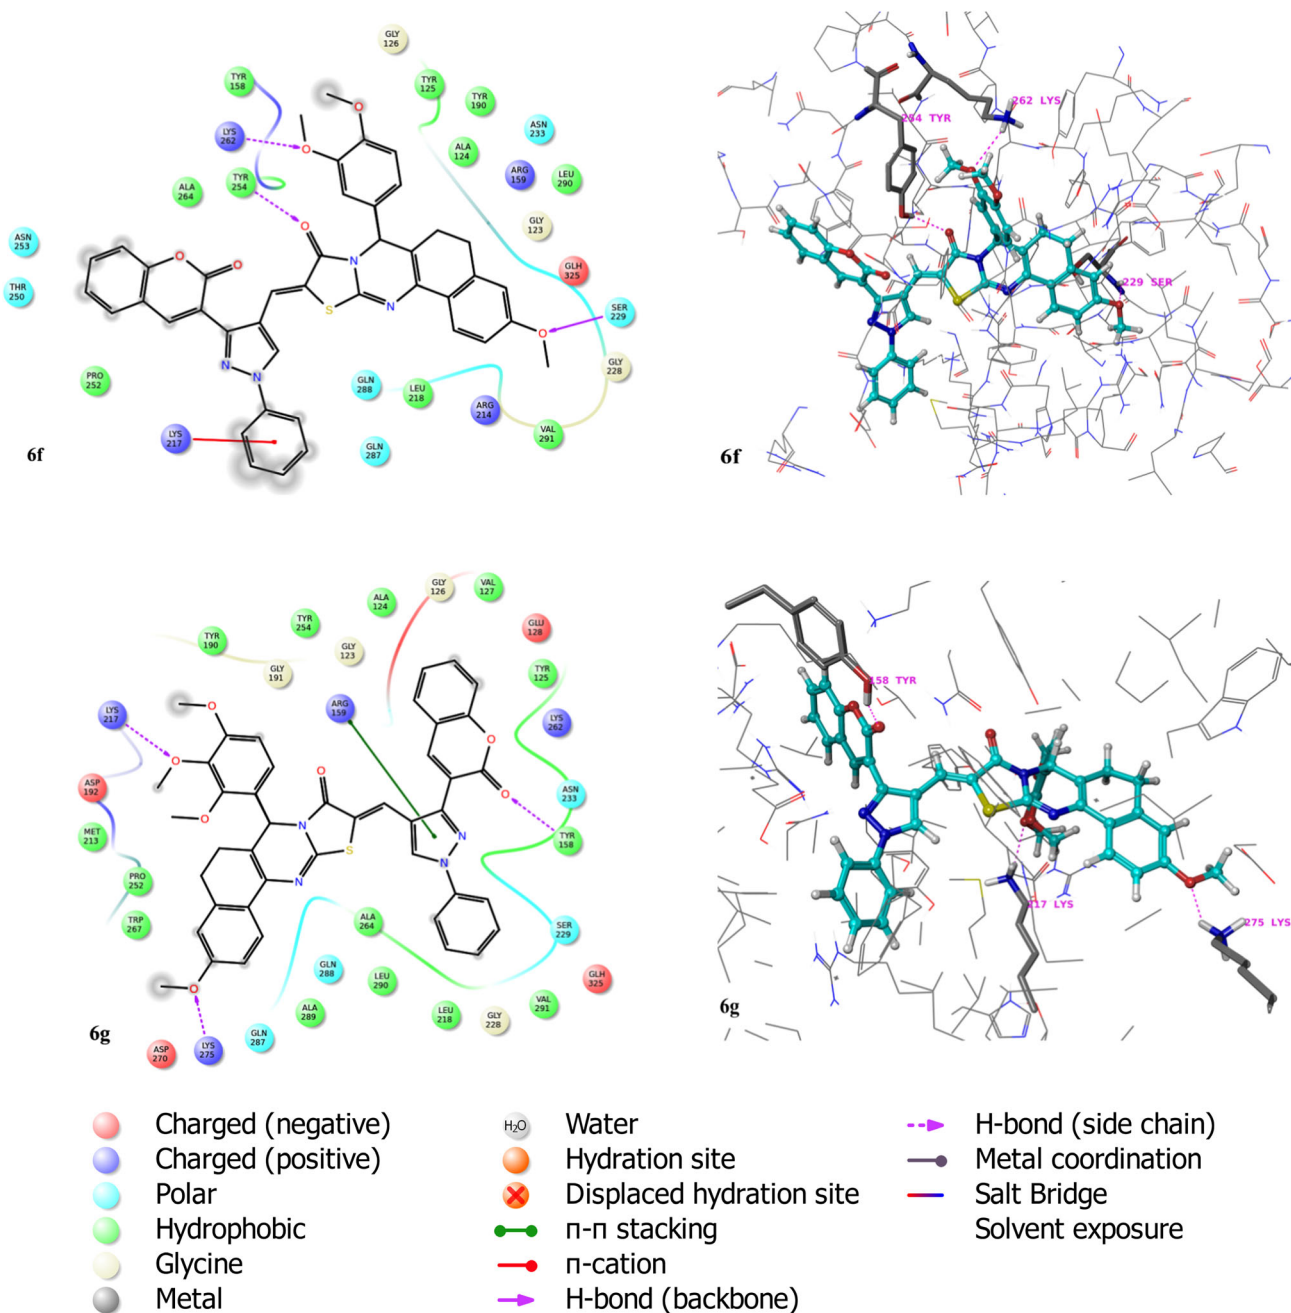 GLY 126
TYR 158
TYR 125
TYR 190
LYS 262
ASN 233
ALA 124
ARG 159
LEU 290
TYR 254
ALA 264
GLY 123
ASN 253
GLH 325
THR 250
SER 229
O
O
O
O
O
N
S
N
O
N
N
GLY 228
PRO 252
GLN 288
LEU 218
ARG 214
VAL 291
LYS 217
GLN 287
6f
262 LYS
254 TYR
229 SER
6f
GLY 126
VAL 127
ALA 124
TYR 254
GLU 128
TYR 190
GLY 123
GLY 191
TYR 125
LYS 217
ARG 159
LYS 262
ASP 192
ASN 233
MET 213
TYR 158
PRO 252
TRP 267
ALA 264
SER 229
GLN 288
LEU 290
GLH 325
ALA 289
LEU 218
GLY 228
VAL 291
GLN 287
LYS 275
ASP 270
O
O
O
O
O
O
N
S
N
N
N
O
6g
158 TYR
217 LYS
275 LYS
6g
Charged (negative)
Charged (positive)
Polar
Hydrophobic
Glycine
Metal
H₂O Water
Hydration site
Displaced hydration site
π-π stacking
π-cation
H-bond (backbone)
H-bond (side chain)
Metal coordination
Salt Bridge
Solvent exposure